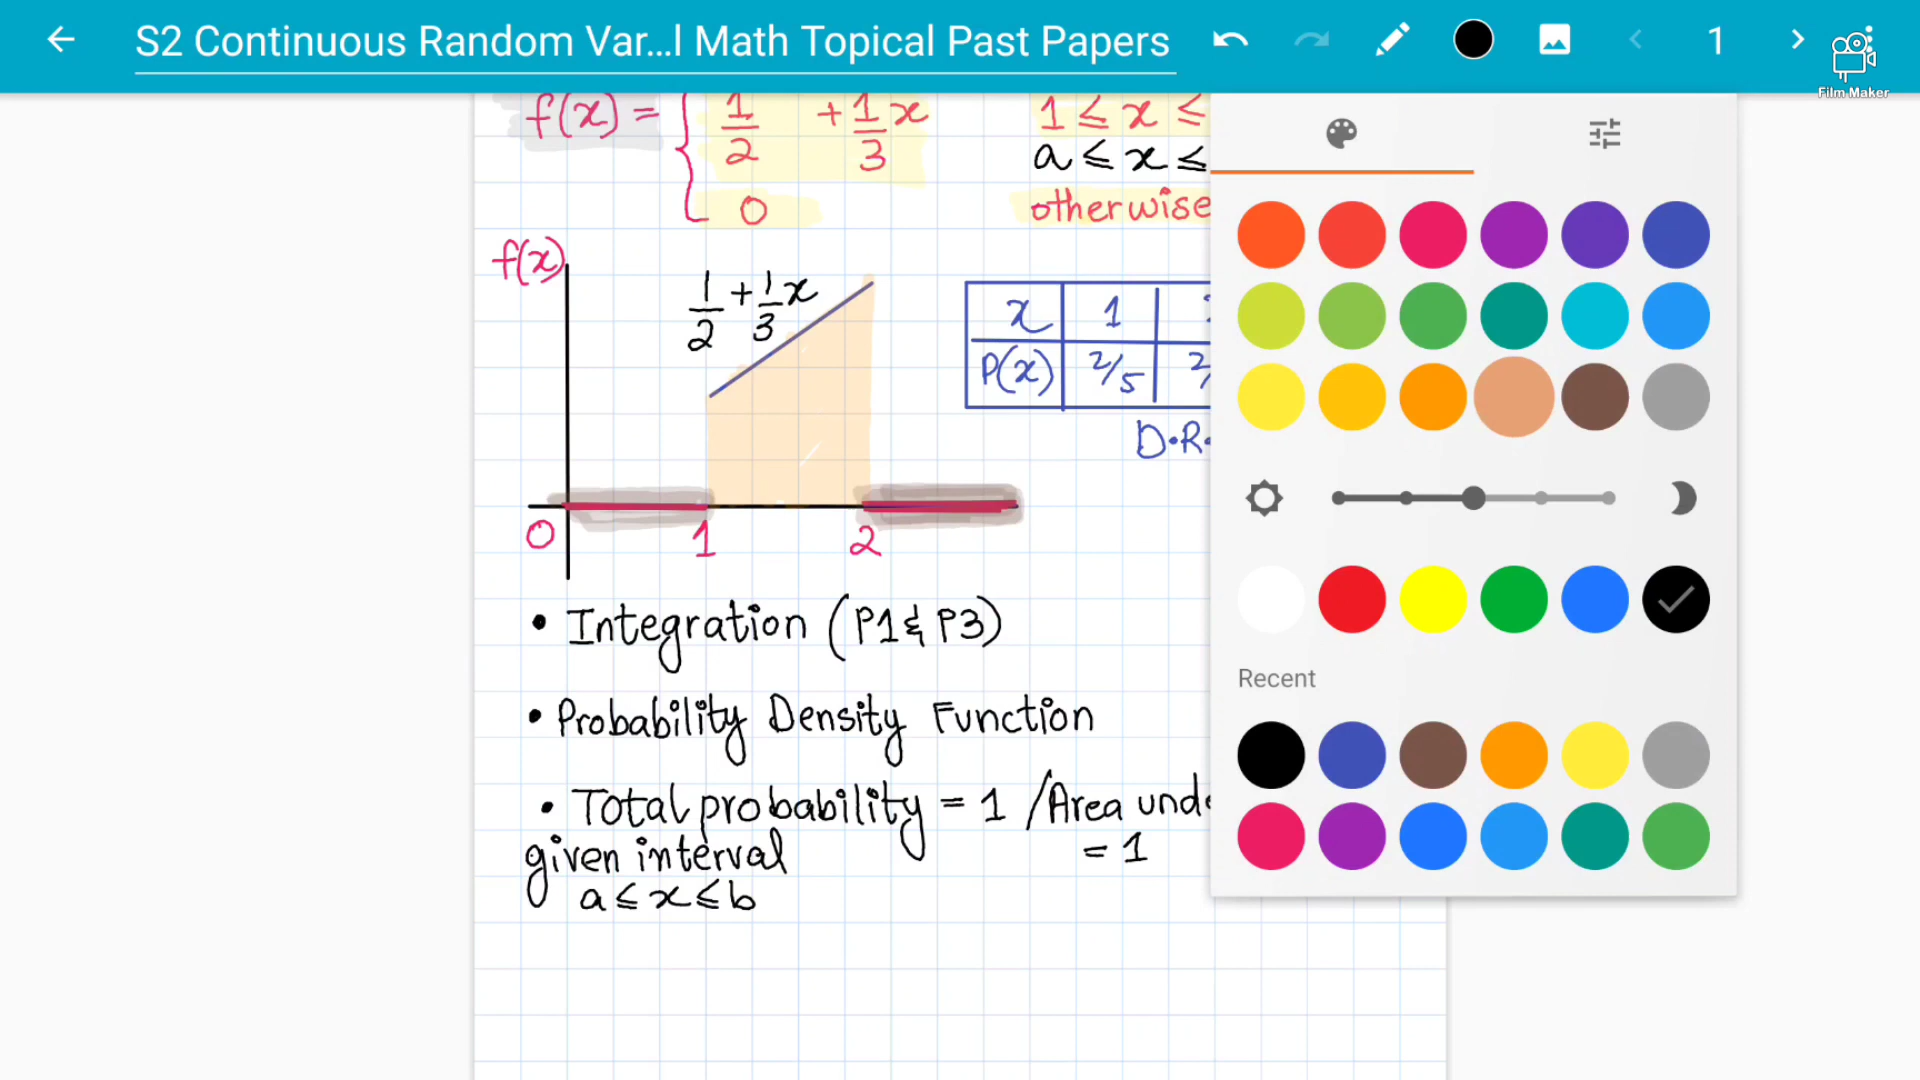 S2 Continuous Random Var...l Math Topical Past Papers 1
Film Maker
f(x) = { 1/2 + 1/3 x 1 ≤ x ≤
a ≤ x ≤
0 otherwise
f(x)
1/2 + 1/3 x
x 1
P(x) 2/5
D.R.
0 1 2
• Integration (P1 & P3)
• Probability Density Function
• Total probability = 1 / Area und
given interval = 1
a ≤ x ≤ b
Recent